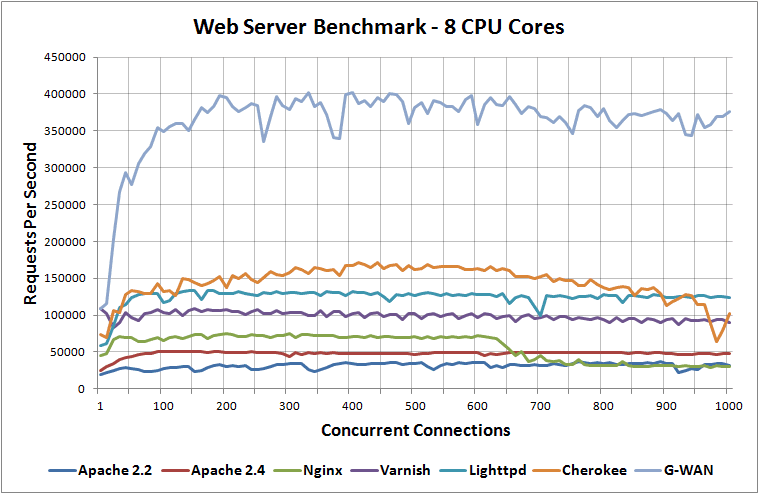 Web Server Benchmark - 8 CPU Cores
Requests Per Second
450000
400000
350000
300000
250000
200000
150000
100000
50000
0
1 100 200 300 400 500 600 700 800 900 1000
Concurrent Connections
Apache 2.2 Apache 2.4 Nginx Varnish Lighttpd Cherokee G-WAN